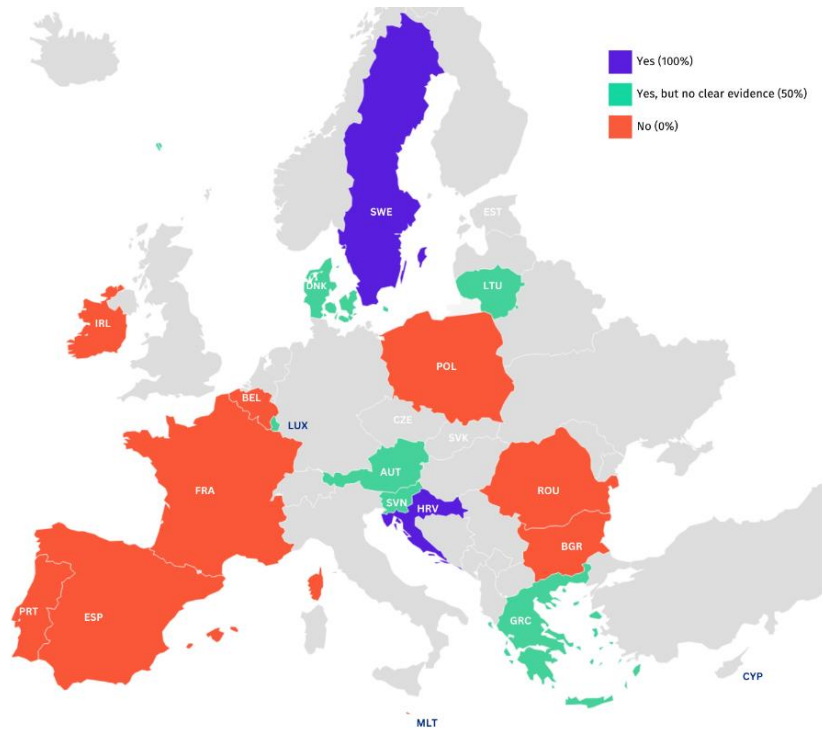 Yes (100%)
Yes, but no clear evidence (50%)
No (0%)
SWE
EST
DNK
LTU
IRL
POL
BEL
LUX
CZE
SVK
AUT
FRA
SVN
HRV
ROU
BGR
PRT
ESP
GRC
CYP
MLT